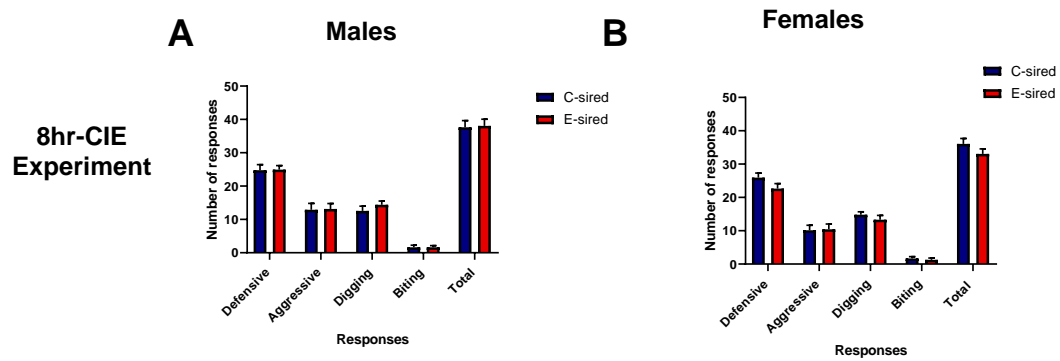 A
Males
B
Females
8hr-CIE
Experiment
50
40
30
20
10
0
Number of responses
C-sired
E-sired
Defensive
Aggressive
Digging
Biting
Total
Responses
50
40
30
20
10
0
Number of responses
C-sired
E-sired
Defensive
Aggressive
Digging
Biting
Total
Responses